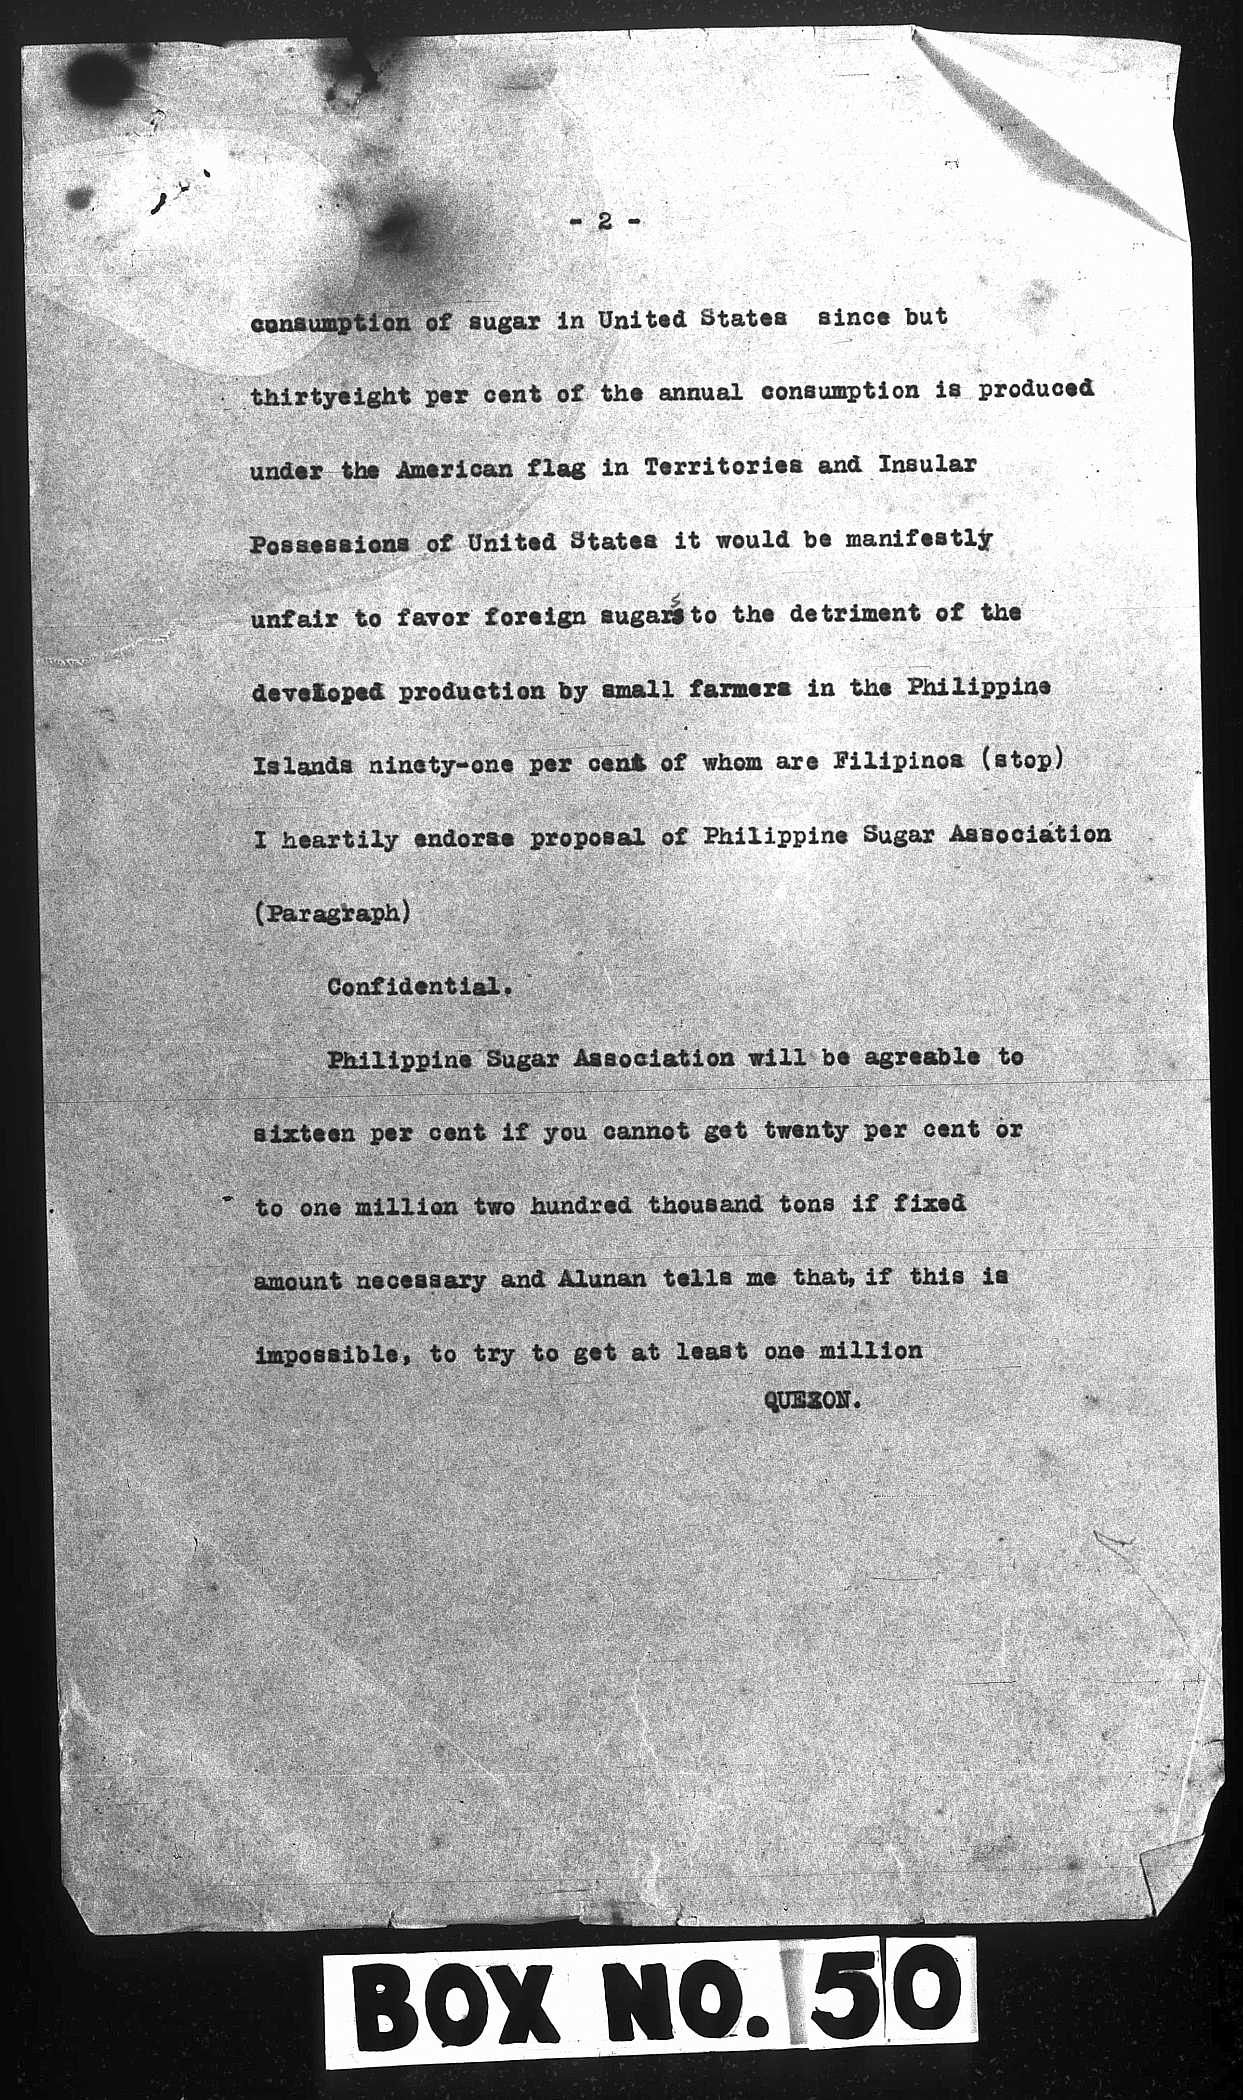 - 2 -
consumption of sugar in United States since but
thirtyeight per cent of the annual consumption is produced
under the American flag in Territories and Insular
Possessions of United States it would be manifestly
unfair to favor foreign sugars to the detriment of the
developed production by small farmers in the Philippine
Islands ninety-one per cent of whom are Filipinos (stop)
I heartily endorse proposal of Philippine Sugar Association
(Paragraph)
Confidential.
Philippine Sugar Association will be agreable to
sixteen per cent if you cannot get twenty per cent or
to one million two hundred thousand tons if fixed
amount necessary and Alunan tells me that, if this is
impossible, to try to get at least one million
QUEZON.
BOX NO. 50